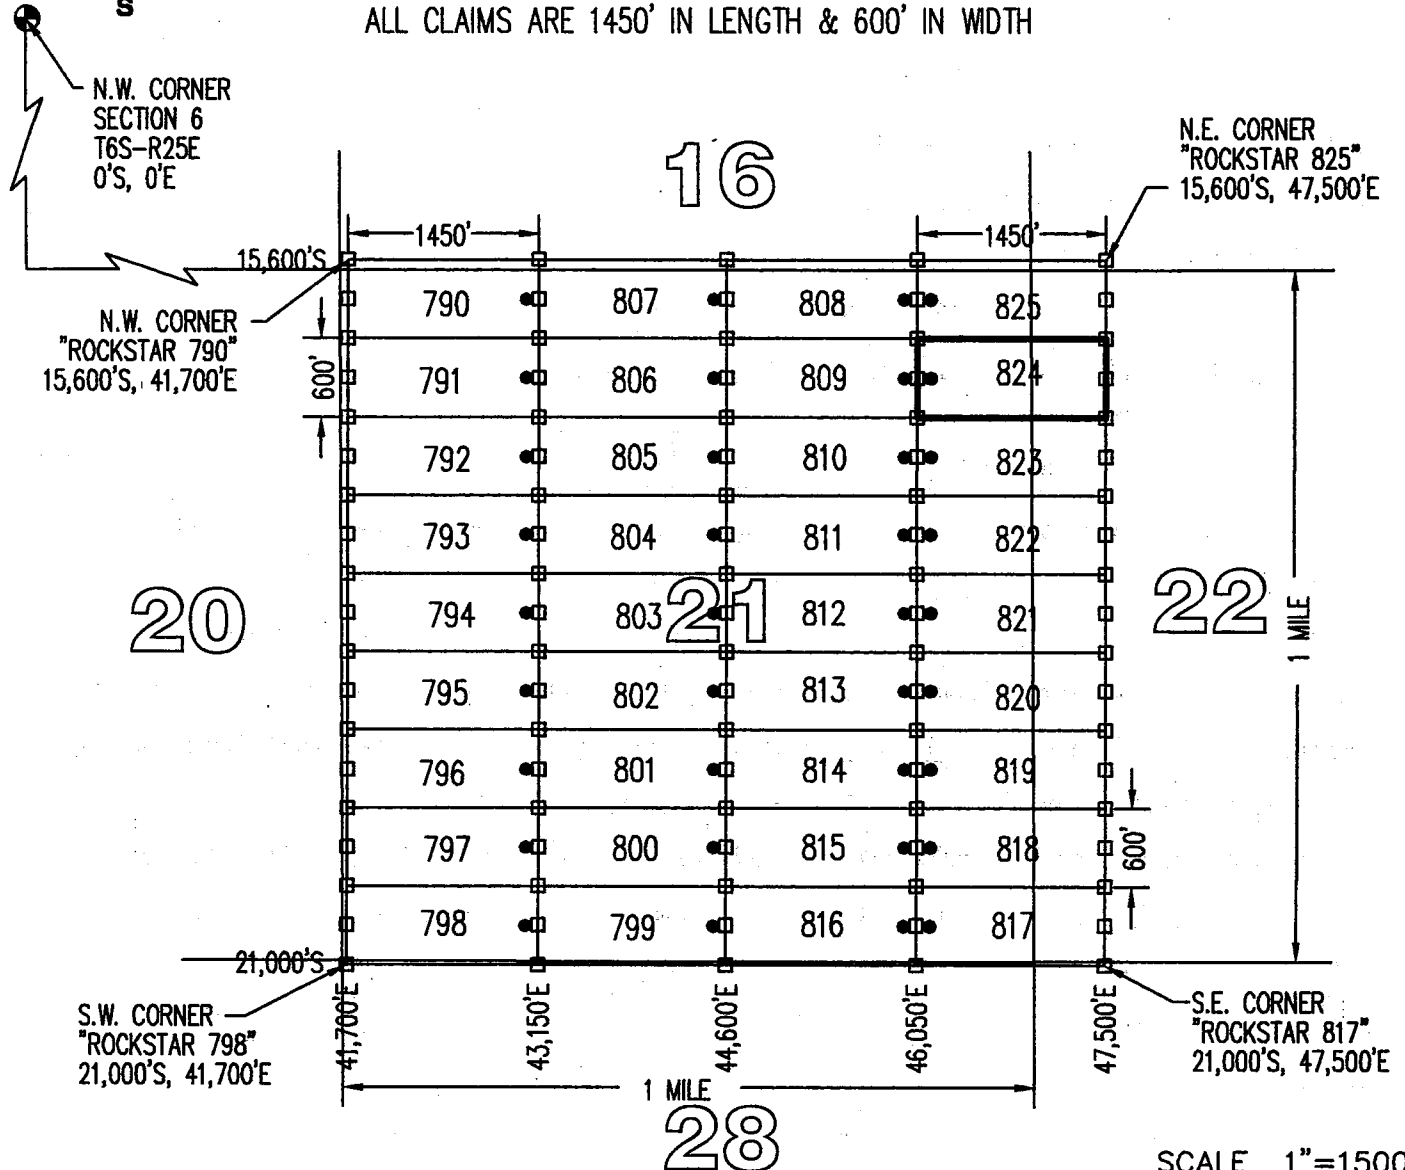 S
ALL CLAIMS ARE 1450' IN LENGTH & 600' IN WIDTH
N.W. CORNER
SECTION 6
T6S-R25E
0'S, 0'E
16
N.E. CORNER
"ROCKSTAR 825"
15,600'S, 47,500'E
1450'
1450'
15,600'S
N.W. CORNER
"ROCKSTAR 790"
15,600'S, 41,700'E
600'
790 807 808 825
791 806 809 824
792 805 810 823
793 804 811 822
20
21
22
794 803 812 821
1 MILE
795 802 813 820
796 801 814 819
797 800 815 818
600'
798 799 816 817
21,000'S
S.W. CORNER
"ROCKSTAR 798"
21,000'S, 41,700'E
41,700'E
43,150'E
44,600'E
46,050'E
47,500'E
S.E. CORNER
"ROCKSTAR 817"
21,000'S, 47,500'E
1 MILE
28
SCALE 1"=1500